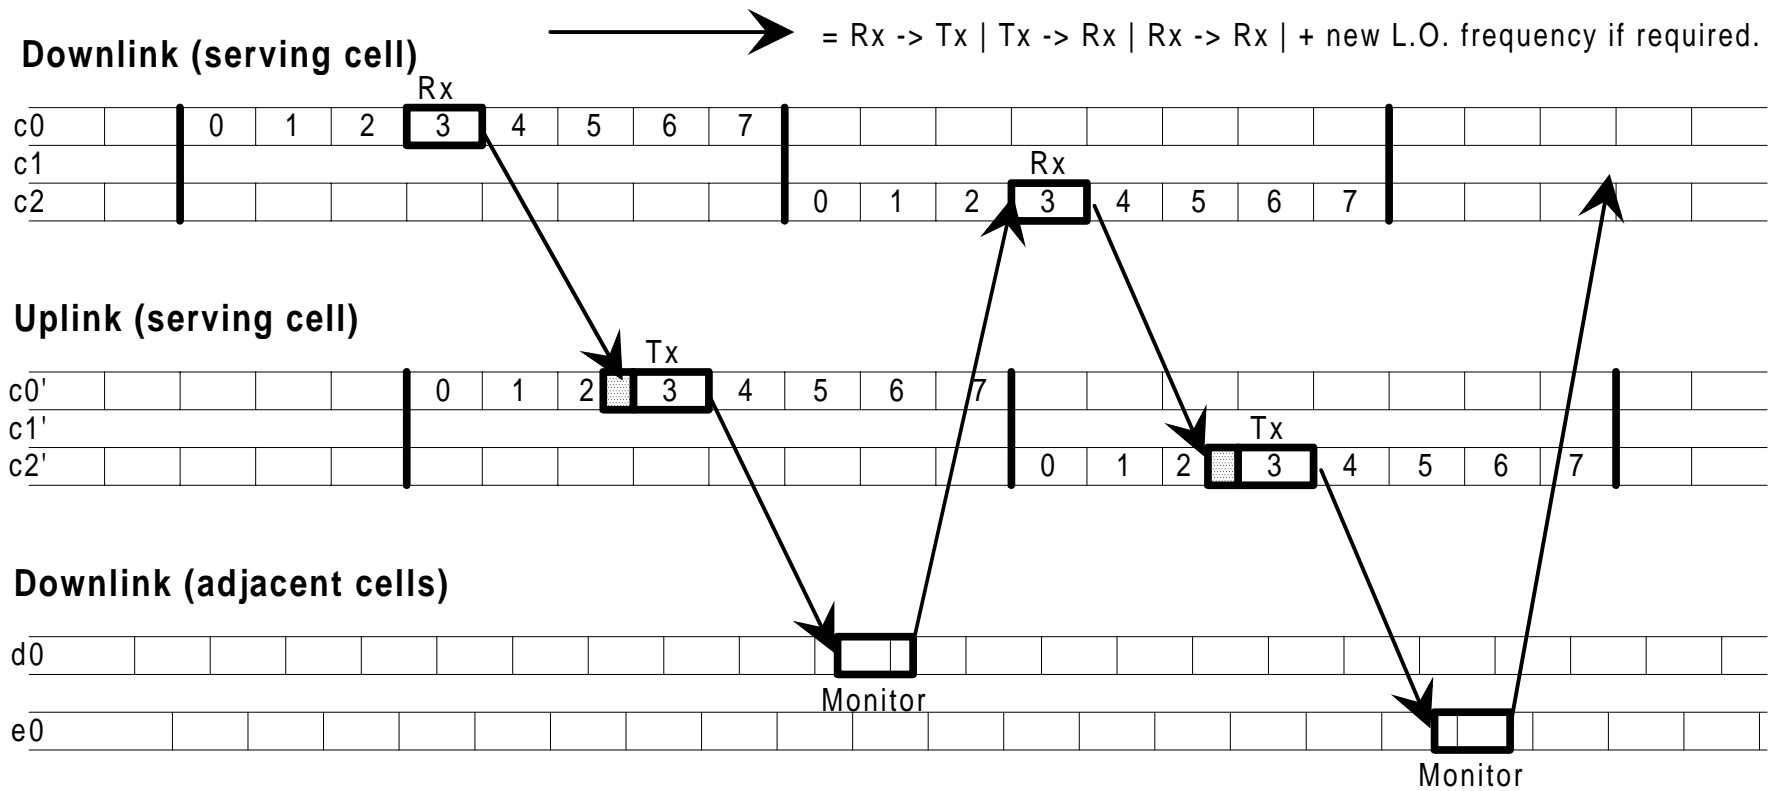 = Rx -> Tx | Tx -> Rx | Rx -> Rx | + new L.O. frequency if required.
Downlink (serving cell)
Rx
c0 0 1 2 3 4 5 6 7
c1 Rx
c2 0 1 2 3 4 5 6 7
Uplink (serving cell)
Tx
c0' 0 1 2 3 4 5 6 7
c1' Tx
c2' 0 1 2 3 4 5 6 7
Downlink (adjacent cells)
d0
Monitor
e0
Monitor